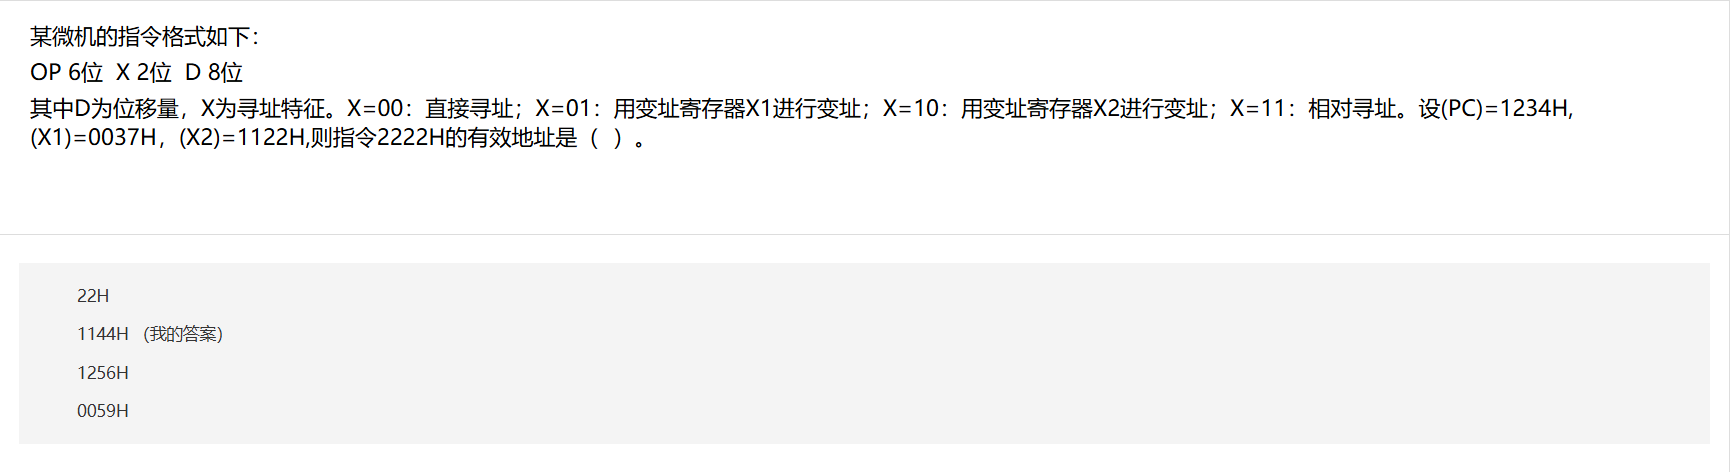 某微机的指令格式如下：
OP 6位  X 2位  D 8位
其中D为位移量，X为寻址特征。X=00：直接寻址；X=01：用变址寄存器X1进行变址；X=10：用变址寄存器X2进行变址；X=11：相对寻址。设(PC)=1234H,
(X1)=0037H，(X2)=1122H,则指令2222H的有效地址是（  ）。
22H
1144H （我的答案）
1256H
0059H